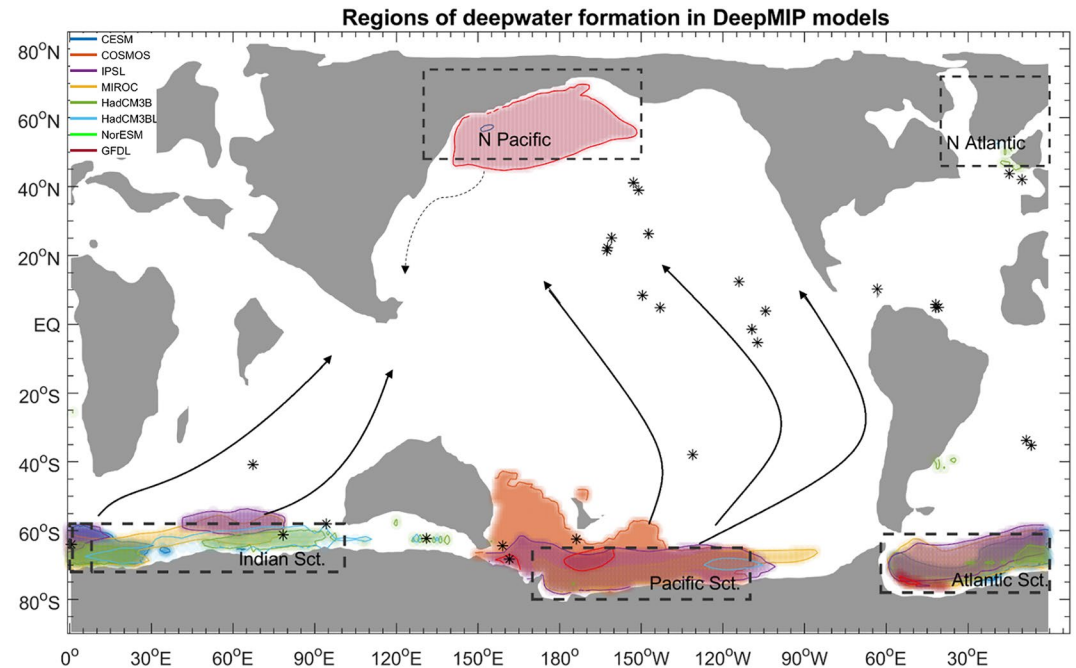 Regions of deepwater formation in DeepMIP models
80°N
CESM
COSMOS
IPSL
MIROC
HadCM3B
HadCM3BL
NorESM
GFDL
60°N
N Pacific
N Atlantic
40°N
20°N
EQ
20°S
40°S
60°S
Indian Sct.
Pacific Sct.
Atlantic Sct.
80°S
0° 30°E 60°E 90°E 120°E 150°E 180° 150°W 120°W 90°W 60°W 30°W